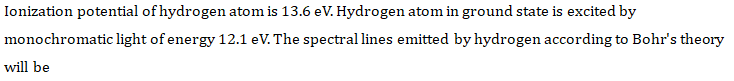 Ionization potential of hydrogen atom is 13.6 eV. Hydrogen atom in ground state is excited by
monochromatic light of energy 12.1 eV. The spectral lines emitted by hydrogen according to Bohr's theory
will be